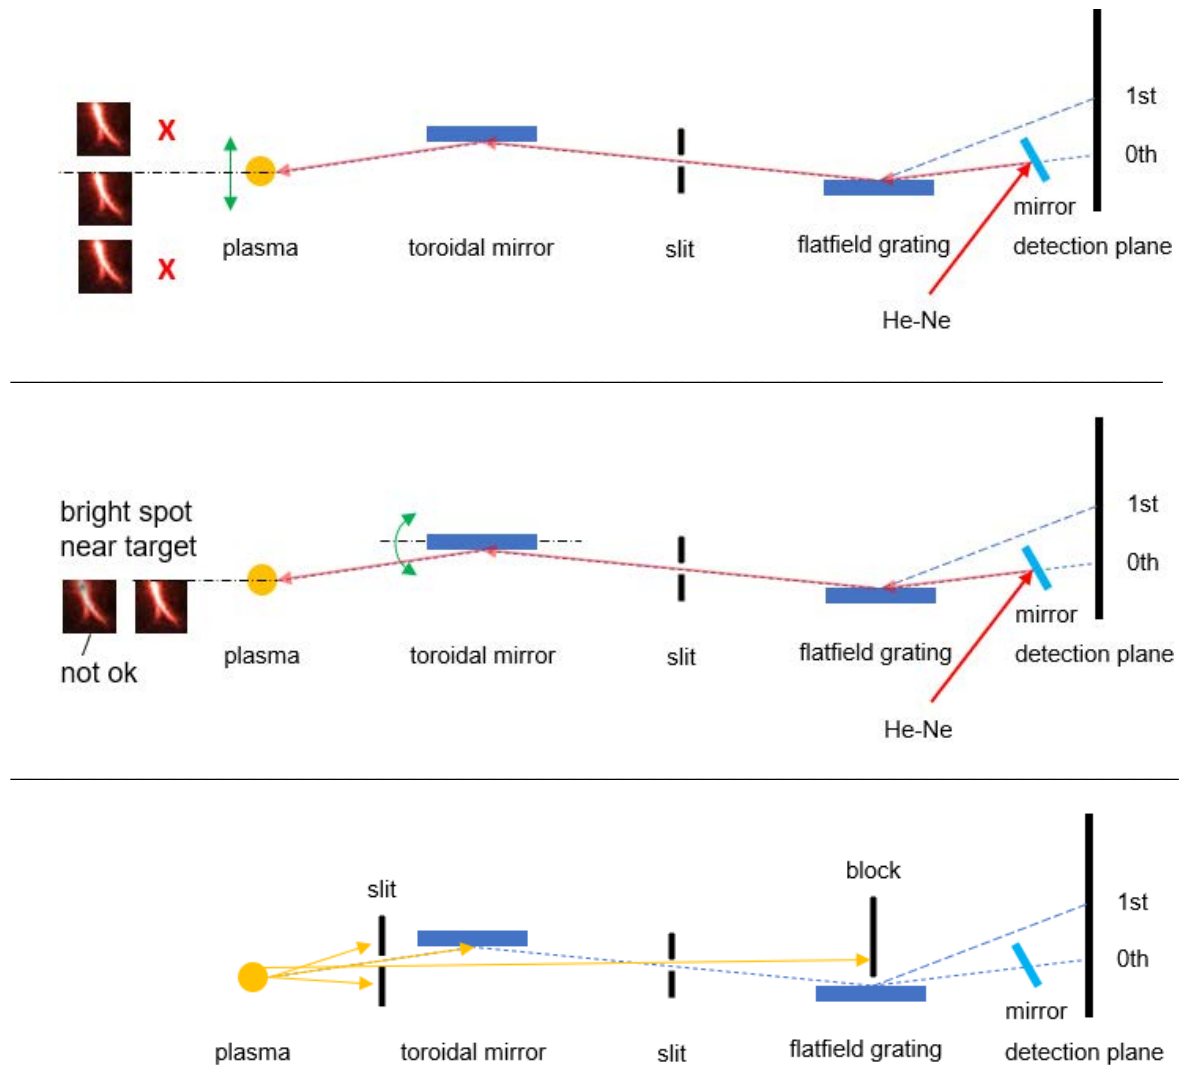 1st
X
0th
mirror
plasma
toroidal mirror
slit
flatfield grating
detection plane
X
He-Ne
bright spot
near target
1st
0th
mirror
not ok
plasma
toroidal mirror
slit
flatfield grating
detection plane
He-Ne
block
slit
1st
0th
mirror
plasma
toroidal mirror
slit
flatfield grating
detection plane